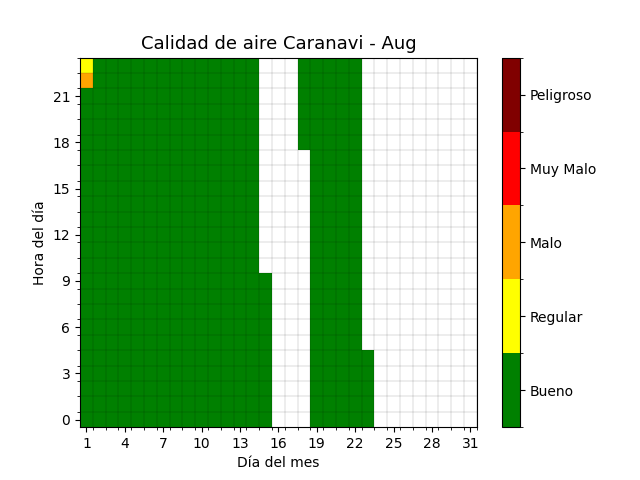 Calidad de aire Caranavi - Aug
Hora del día
21
18
15
12
9
6
3
0
1 4 7 10 13 16 19 22 25 28 31
Día del mes
Peligroso
Muy Malo
Malo
Regular
Bueno